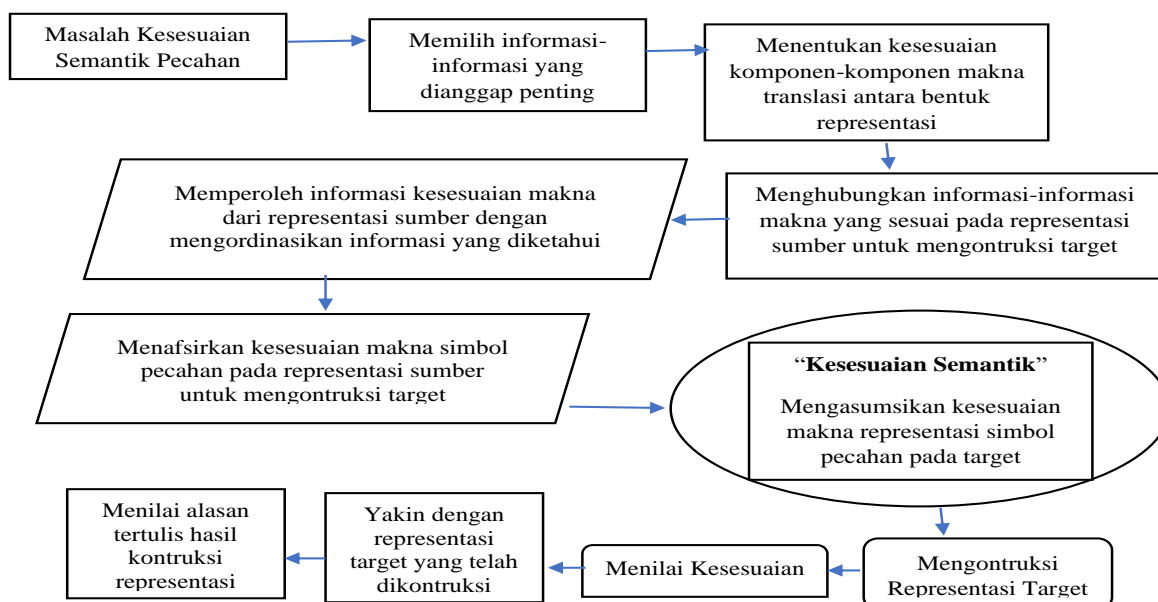 Masalah Kesesuaian
Semantik Pecahan
Memilih informasi-
informasi yang
dianggap penting
Menentukan kesesuaian
komponen-komponen makna
translasi antara bentuk
representasi
Menghubungkan informasi-informasi
makna yang sesuai pada representasi
sumber untuk mengontruksi target
Memperoleh informasi kesesuaian makna
dari representasi sumber dengan
mengordinasikan informasi yang diketahui
Menafsirkan kesesuaian makna simbol
pecahan pada representasi sumber
untuk mengontruksi target
“Kesesuaian Semantik”
Mengasumsikan kesesuaian
makna representasi simbol
pecahan pada target
Mengontruksi
Representasi Target
Menilai Kesesuaian
Yakin dengan
representasi
target yang telah
dikontruksi
Menilai alasan
tertulis hasil
kontruksi
representasi